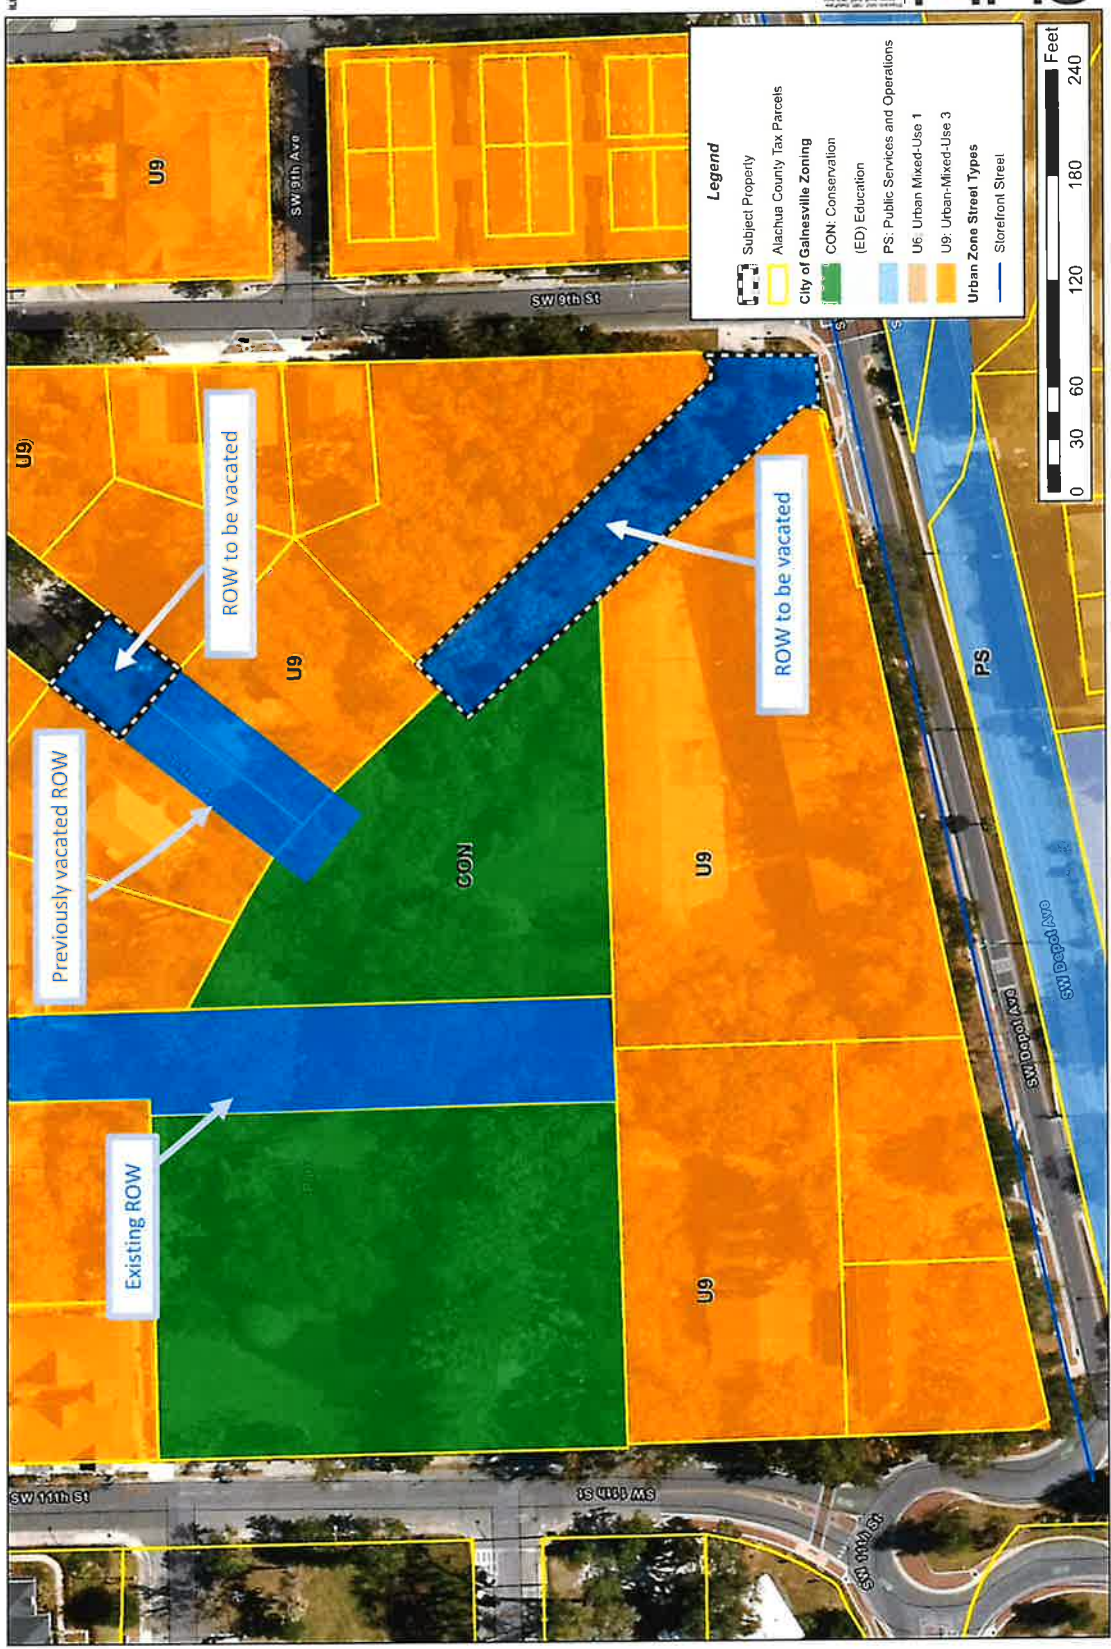 SW 11th St
SW 11th St
SW 11th St
Existing ROW
Previously vacated ROW
ROW to be vacated
ROW to be vacated
U9
U9
U9
U9
U9
CON
PS
SW 9th Ave
SW 9th St
SW Depot Ave
SW Depot Ave
Legend
Subject Property
Alachua County Tax Parcels
City of Gainesville Zoning
CON: Conservation
(ED) Education
PS: Public Services and Operations
U6: Urban Mixed-Use 1
U9: Urban-Mixed-Use 3
Urban Zone Street Types
Storefront Street
0 30 60 120 180 240
Feet